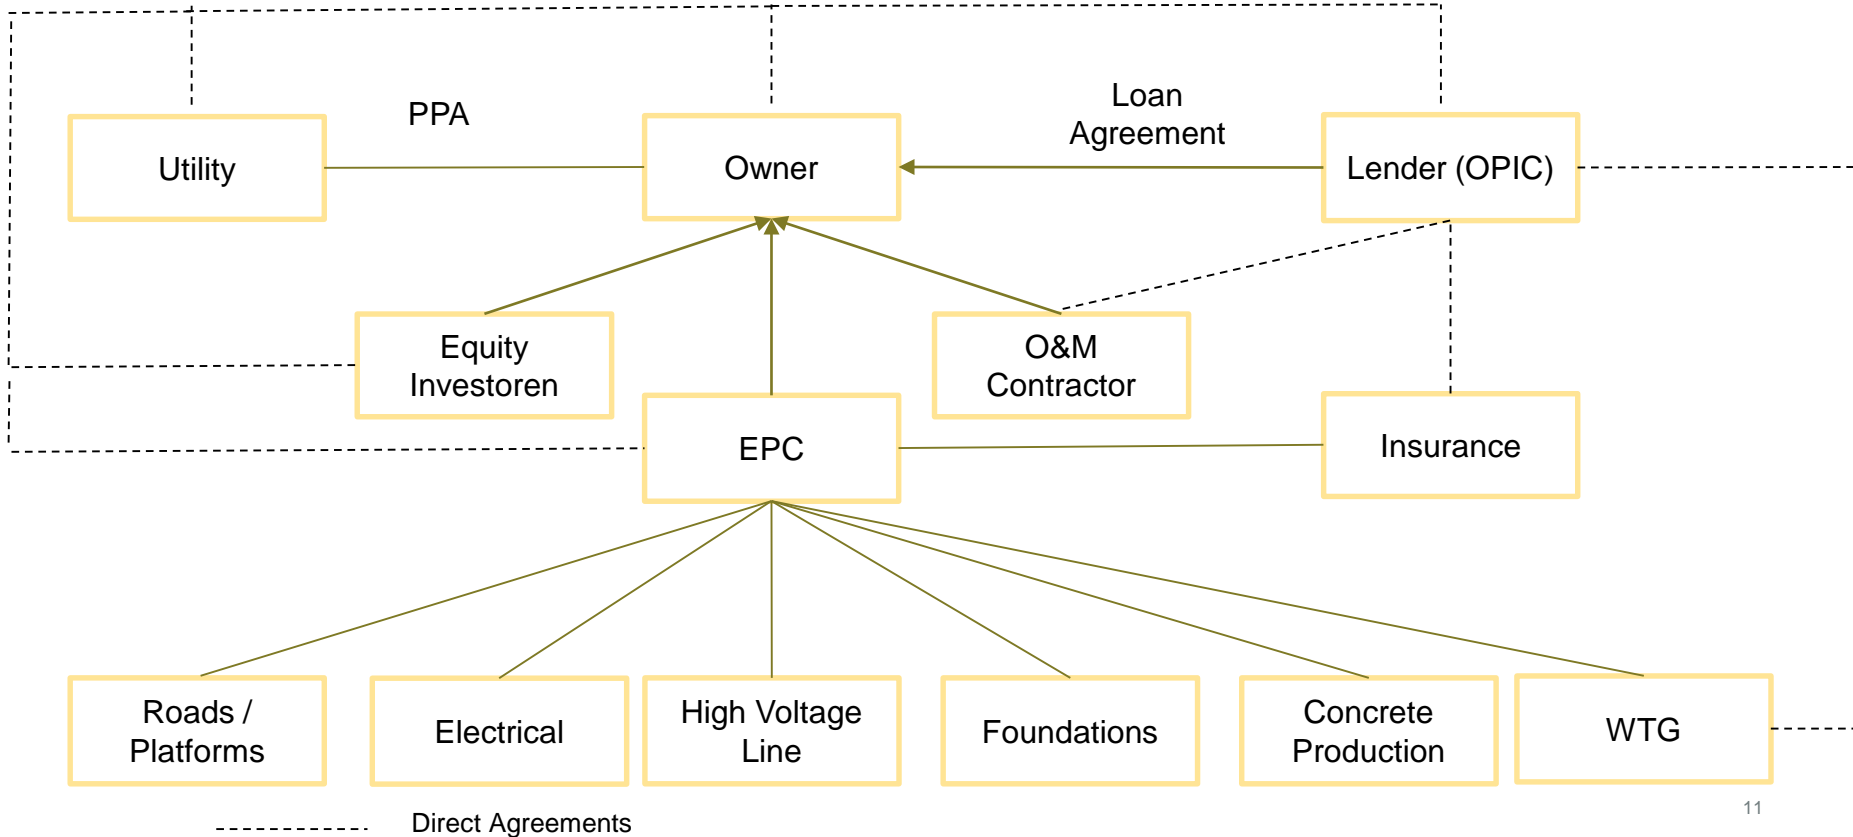 PPA
Loan
Agreement
Utility
Owner
Lender (OPIC)
Equity
Investoren
O&M
Contractor
EPC
Insurance
Roads /
Platforms
Electrical
High Voltage
Line
Foundations
Concrete
Production
WTG
Direct Agreements
11